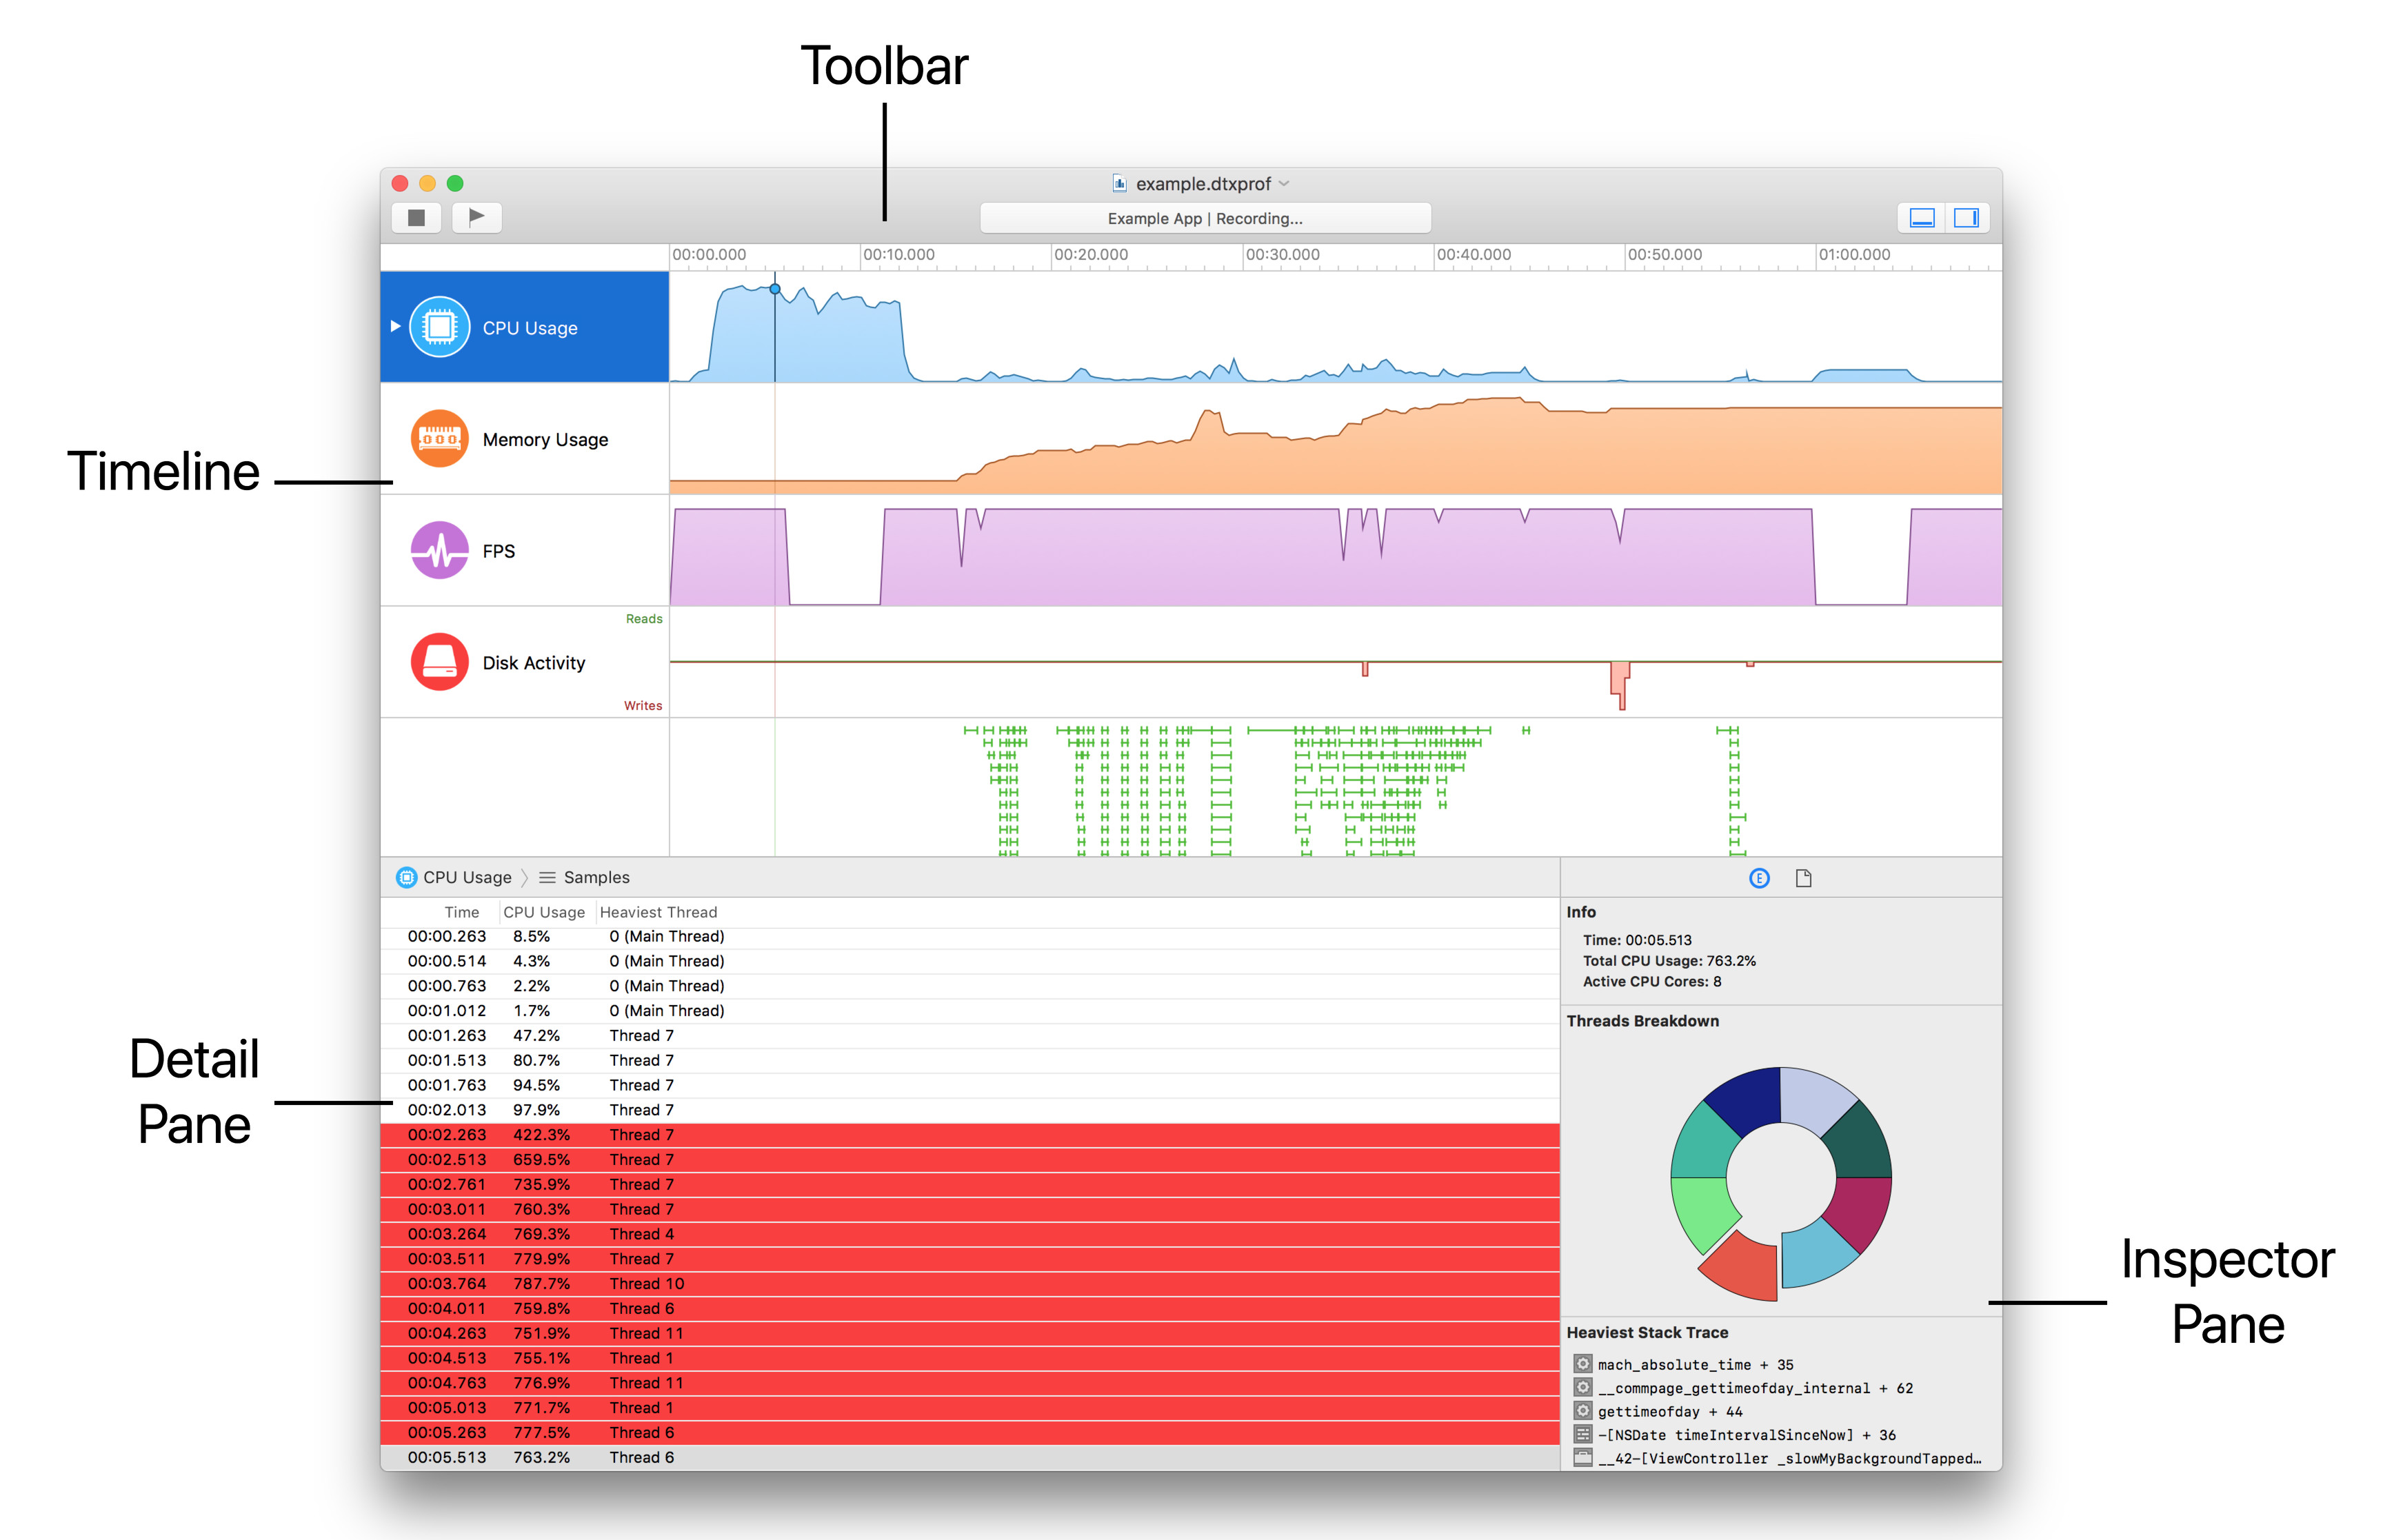 Toolbar
example.dtxprof
Example App | Recording...
00:00.000 00:10.000 00:20.000 00:30.000 00:40.000 00:50.000 01:00.000
CPU Usage
Memory Usage
Timeline
FPS
Reads
Disk Activity
Writes
CPU Usage Samples
Time CPU Usage Heaviest Thread
00:00.263 8.5% 0 (Main Thread)
00:00.514 4.3% 0 (Main Thread)
00:00.763 2.2% 0 (Main Thread)
00:01.012 1.7% 0 (Main Thread)
00:01.263 47.2% Thread 7
00:01.513 80.7% Thread 7
00:01.763 94.5% Thread 7
00:02.013 97.9% Thread 7
00:02.263 422.3% Thread 7
00:02.513 659.5% Thread 7
00:02.761 735.9% Thread 7
00:03.011 760.3% Thread 7
00:03.264 769.3% Thread 4
00:03.511 779.9% Thread 7
00:03.764 787.7% Thread 10
00:04.011 759.8% Thread 6
00:04.263 751.9% Thread 11
00:04.513 755.1% Thread 1
00:04.763 776.9% Thread 11
00:05.013 771.7% Thread 1
00:05.263 777.5% Thread 6
00:05.513 763.2% Thread 6
Detail
Pane
E
Info
Time: 00:05.513
Total CPU Usage: 763.2%
Active CPU Cores: 8
Threads Breakdown
Heaviest Stack Trace
mach_absolute_time + 35
__commpage_gettimeofday_internal + 62
gettimeofday + 44
-[NSDate timeIntervalSinceNow] + 36
__42-[ViewController _slowMyBackgroundTapped…
Inspector
Pane